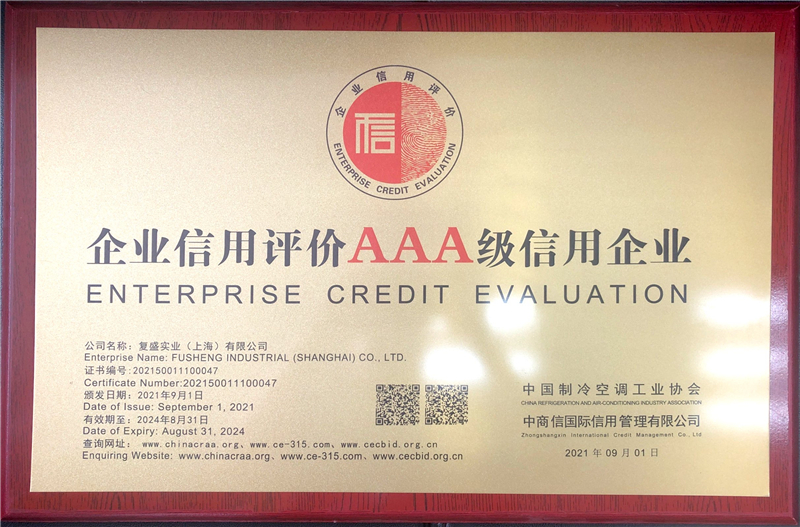 企业信用评价
信
ENTERPRISE CREDIT EVALUATION
企业信用评价AAA级信用企业
ENTERPRISE CREDIT EVALUATION
公司名称：复盛实业（上海）有限公司
Enterprise Name: FUSHENG INDUSTRIAL (SHANGHAI) CO., LTD.
证书编号:202150011100047
Certificate Number:202150011100047
颁发日期：2021年9月1日
Date of Issue: September 1, 2021
有效期至：2024年8月31日
Date of Expiry: August 31, 2024
查询网址： www.chinacraa.org、www.ce-315.com、www.cecbid.org.cn
Enquiring Website: www.chinacraa.org、www.ce-315.com、www.cecbid.org.cn
中国制冷空调工业协会
CHINA REFRIGERATION AND AIR-CONDITIONING INDUSTRY ASSOCIATION
中商信国际信用管理有限公司
Zhongshangxin International Credit Management Co., Ltd
2021 年 09 月 01 日